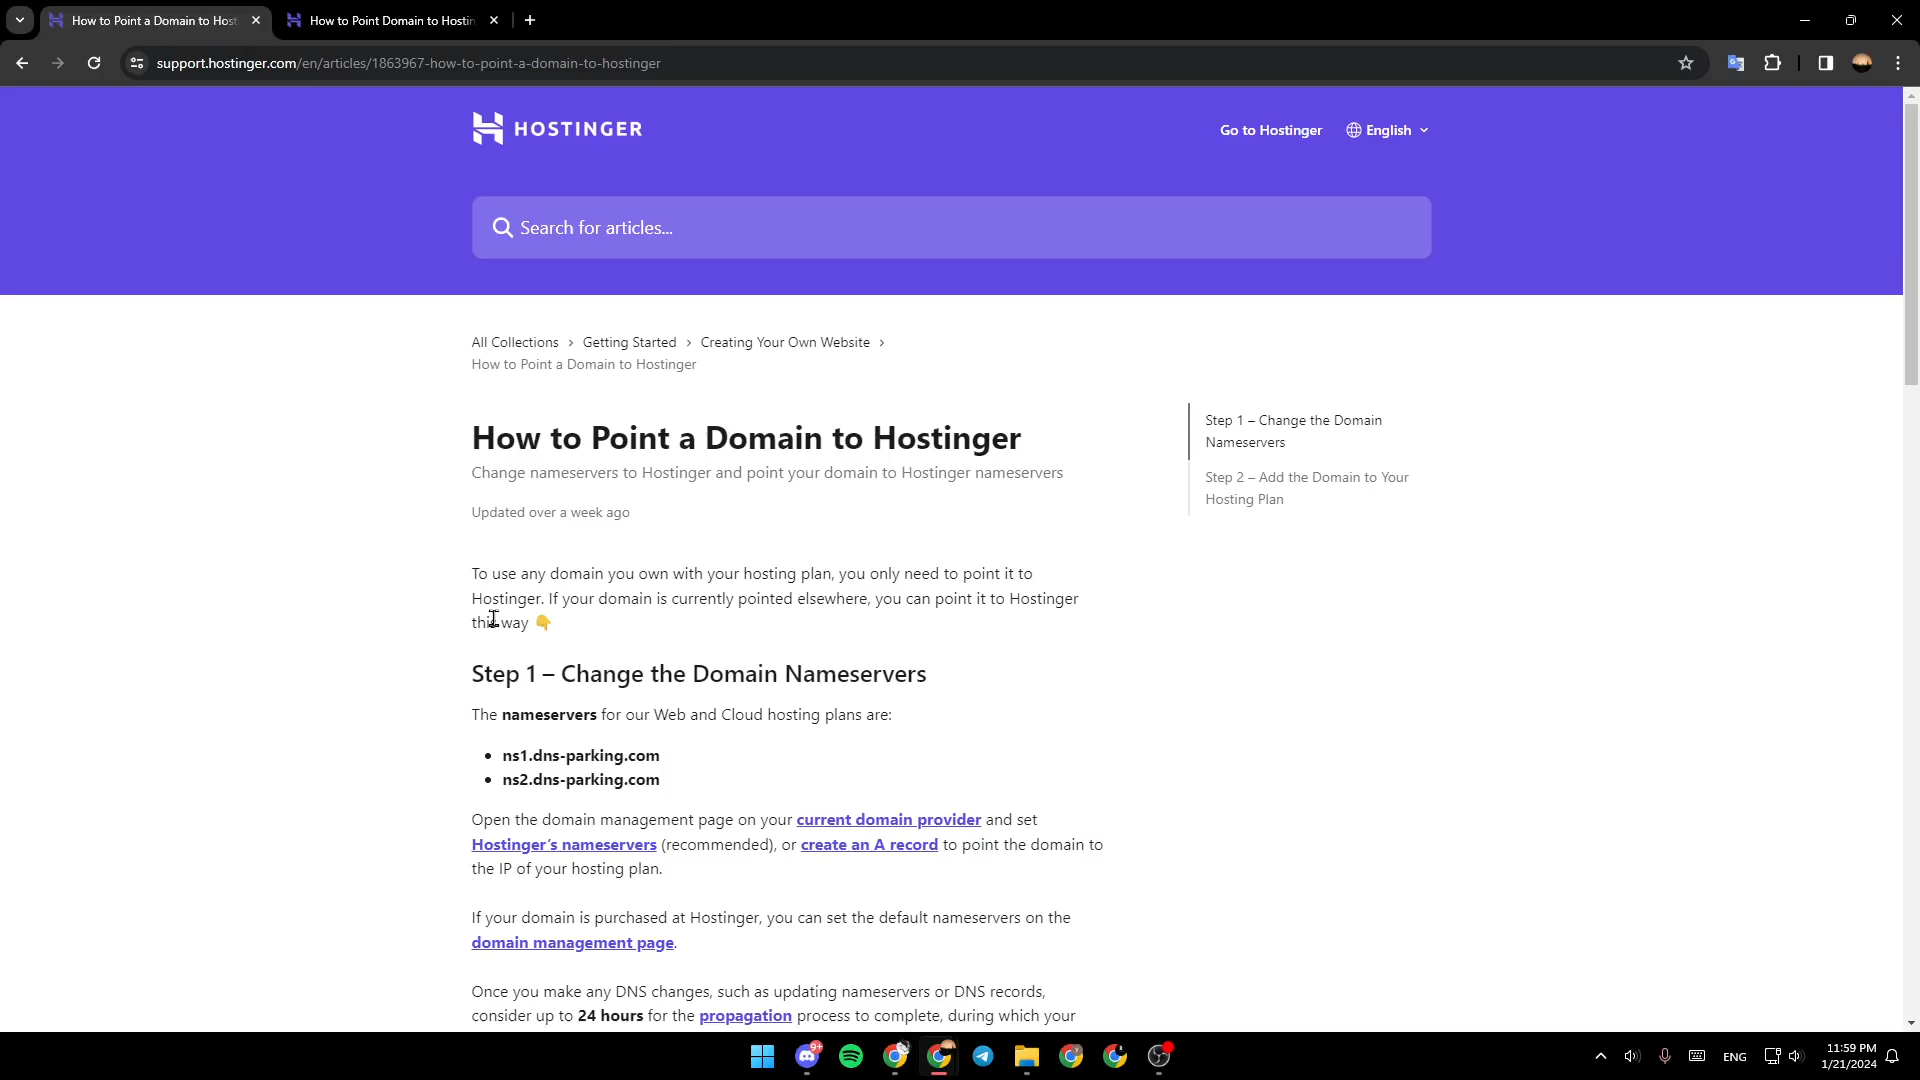 How to Point a Domain to Host
How to Point Domain to Hostin
support.hostinger.com/en/articles/1863967-how-to-point-a-domain-to-hostinger
HOSTINGER
Go to Hostinger
English
Search for articles...
All Collections > Getting Started > Creating Your Own Website >
How to Point a Domain to Hostinger
How to Point a Domain to Hostinger
Change nameservers to Hostinger and point your domain to Hostinger nameservers
Updated over a week ago
Step 1 – Change the Domain
Nameservers
Step 2 – Add the Domain to Your
Hosting Plan
To use any domain you own with your hosting plan, you only need to point it to
Hostinger. If your domain is currently pointed elsewhere, you can point it to Hostinger
this way 👇
Step 1 – Change the Domain Nameservers
The nameservers for our Web and Cloud hosting plans are:
• ns1.dns-parking.com
• ns2.dns-parking.com
Open the domain management page on your current domain provider and set
Hostinger’s nameservers (recommended), or create an A record to point the domain to
the IP of your hosting plan.
If your domain is purchased at Hostinger, you can set the default nameservers on the
domain management page.
Once you make any DNS changes, such as updating nameservers or DNS records,
consider up to 24 hours for the propagation process to complete, during which your
9+
ENG
11:59 PM
1/21/2024